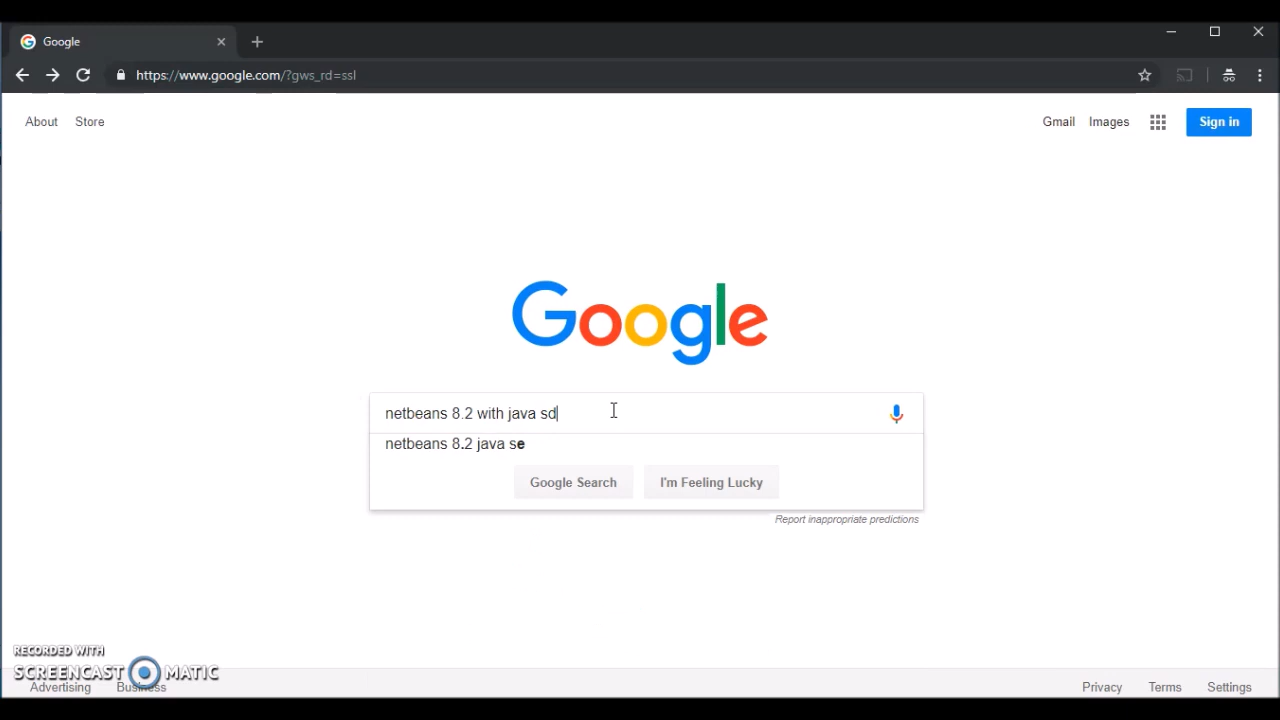 Google
https://www.google.com/?gws_rd=ssl
About Store Gmail Images Sign in
Google
netbeans 8.2 with java sd
netbeans 8.2 java se
Google Search I'm Feeling Lucky
Report inappropriate predictions
RECORDED WITH
SCREENCAST MATIC
Advertising Business Privacy Terms Settings